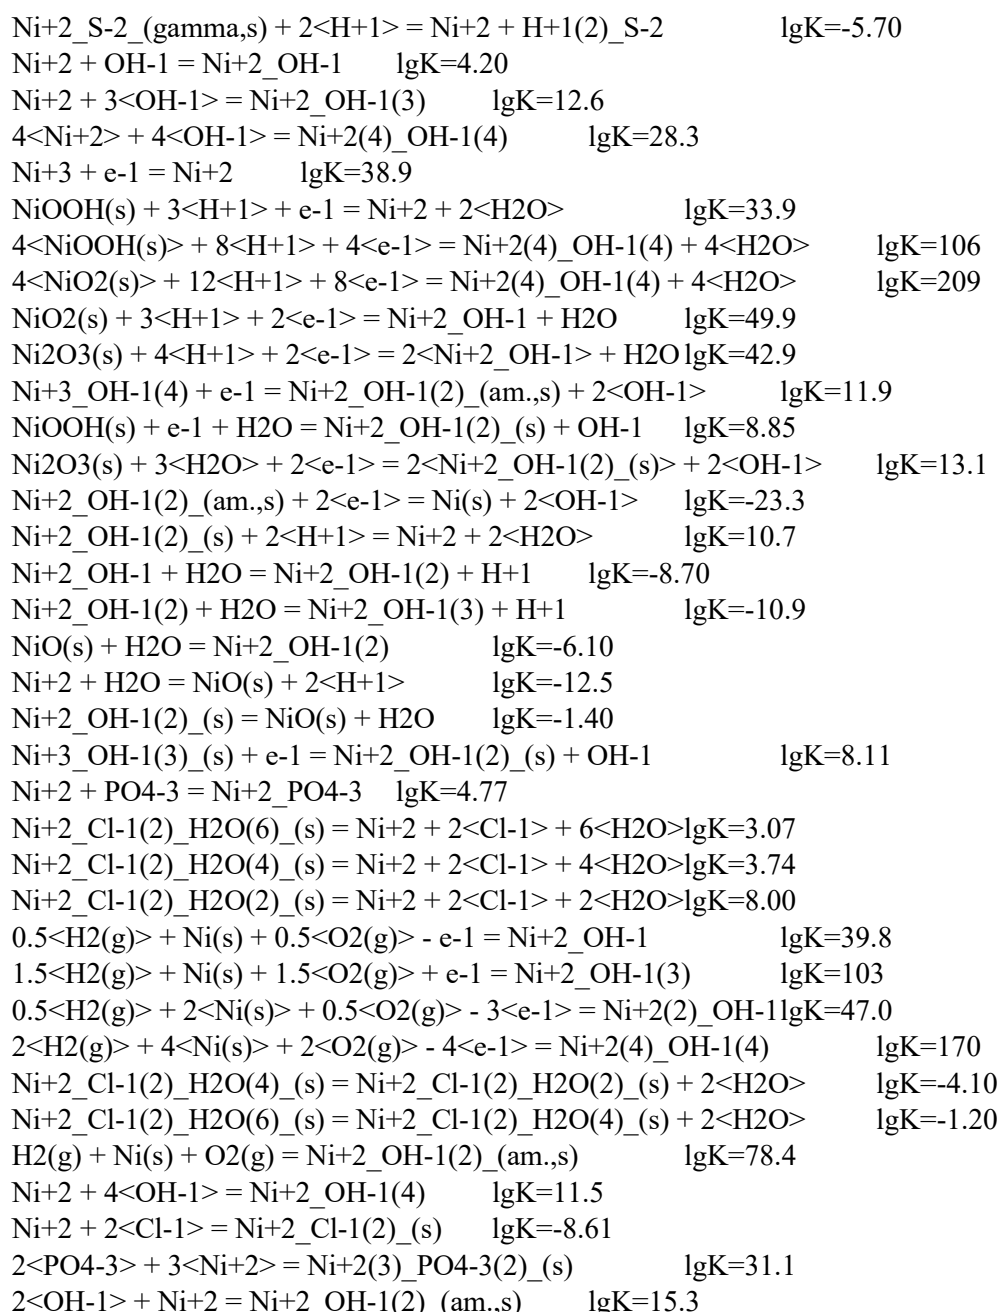 Ni+2_S-2_(gamma,s) + 2<H+1> = Ni+2 + H+1(2)_S-2 lgK=-5.70
Ni+2 + OH-1 = Ni+2_OH-1 lgK=4.20
Ni+2 + 3<OH-1> = Ni+2_OH-1(3) lgK=12.6
4<Ni+2> + 4<OH-1> = Ni+2(4)_OH-1(4) lgK=28.3
Ni+3 + e-1 = Ni+2 lgK=38.9
NiOOH(s) + 3<H+1> + e-1 = Ni+2 + 2<H2O> lgK=33.9
4<NiOOH(s)> + 8<H+1> + 4<e-1> = Ni+2(4)_OH-1(4) + 4<H2O> lgK=106
4<NiO2(s)> + 12<H+1> + 8<e-1> = Ni+2(4)_OH-1(4) + 4<H2O> lgK=209
NiO2(s) + 3<H+1> + 2<e-1> = Ni+2_OH-1 + H2O lgK=49.9
Ni2O3(s) + 4<H+1> + 2<e-1> = 2<Ni+2_OH-1> + H2O lgK=42.9
Ni+3_OH-1(4) + e-1 = Ni+2_OH-1(2)_(am.,s) + 2<OH-1> lgK=11.9
NiOOH(s) + e-1 + H2O = Ni+2_OH-1(2)_(s) + OH-1 lgK=8.85
Ni2O3(s) + 3<H2O> + 2<e-1> = 2<Ni+2_OH-1(2)_(s)> + 2<OH-1> lgK=13.1
Ni+2_OH-1(2)_(am.,s) + 2<e-1> = Ni(s) + 2<OH-1> lgK=-23.3
Ni+2_OH-1(2)_(s) + 2<H+1> = Ni+2 + 2<H2O> lgK=10.7
Ni+2_OH-1 + H2O = Ni+2_OH-1(2) + H+1 lgK=-8.70
Ni+2_OH-1(2) + H2O = Ni+2_OH-1(3) + H+1 lgK=-10.9
NiO(s) + H2O = Ni+2_OH-1(2) lgK=-6.10
Ni+2 + H2O = NiO(s) + 2<H+1> lgK=-12.5
Ni+2_OH-1(2)_(s) = NiO(s) + H2O lgK=-1.40
Ni+3_OH-1(3)_(s) + e-1 = Ni+2_OH-1(2)_(s) + OH-1 lgK=8.11
Ni+2 + PO4-3 = Ni+2_PO4-3 lgK=4.77
Ni+2_Cl-1(2)_H2O(6)_(s) = Ni+2 + 2<Cl-1> + 6<H2O>lgK=3.07
Ni+2_Cl-1(2)_H2O(4)_(s) = Ni+2 + 2<Cl-1> + 4<H2O>lgK=3.74
Ni+2_Cl-1(2)_H2O(2)_(s) = Ni+2 + 2<Cl-1> + 2<H2O>lgK=8.00
0.5<H2(g)> + Ni(s) + 0.5<O2(g)> - e-1 = Ni+2_OH-1 lgK=39.8
1.5<H2(g)> + Ni(s) + 1.5<O2(g)> + e-1 = Ni+2_OH-1(3) lgK=103
0.5<H2(g)> + 2<Ni(s)> + 0.5<O2(g)> - 3<e-1> = Ni+2(2)_OH-1lgK=47.0
2<H2(g)> + 4<Ni(s)> + 2<O2(g)> - 4<e-1> = Ni+2(4)_OH-1(4) lgK=170
Ni+2_Cl-1(2)_H2O(4)_(s) = Ni+2_Cl-1(2)_H2O(2)_(s) + 2<H2O> lgK=-4.10
Ni+2_Cl-1(2)_H2O(6)_(s) = Ni+2_Cl-1(2)_H2O(4)_(s) + 2<H2O> lgK=-1.20
H2(g) + Ni(s) + O2(g) = Ni+2_OH-1(2)_(am.,s) lgK=78.4
Ni+2 + 4<OH-1> = Ni+2_OH-1(4) lgK=11.5
Ni+2 + 2<Cl-1> = Ni+2_Cl-1(2)_(s) lgK=-8.61
2<PO4-3> + 3<Ni+2> = Ni+2(3)_PO4-3(2)_(s) lgK=31.1
2<OH-1> + Ni+2 = Ni+2_OH-1(2)_(am.,s) lgK=15.3